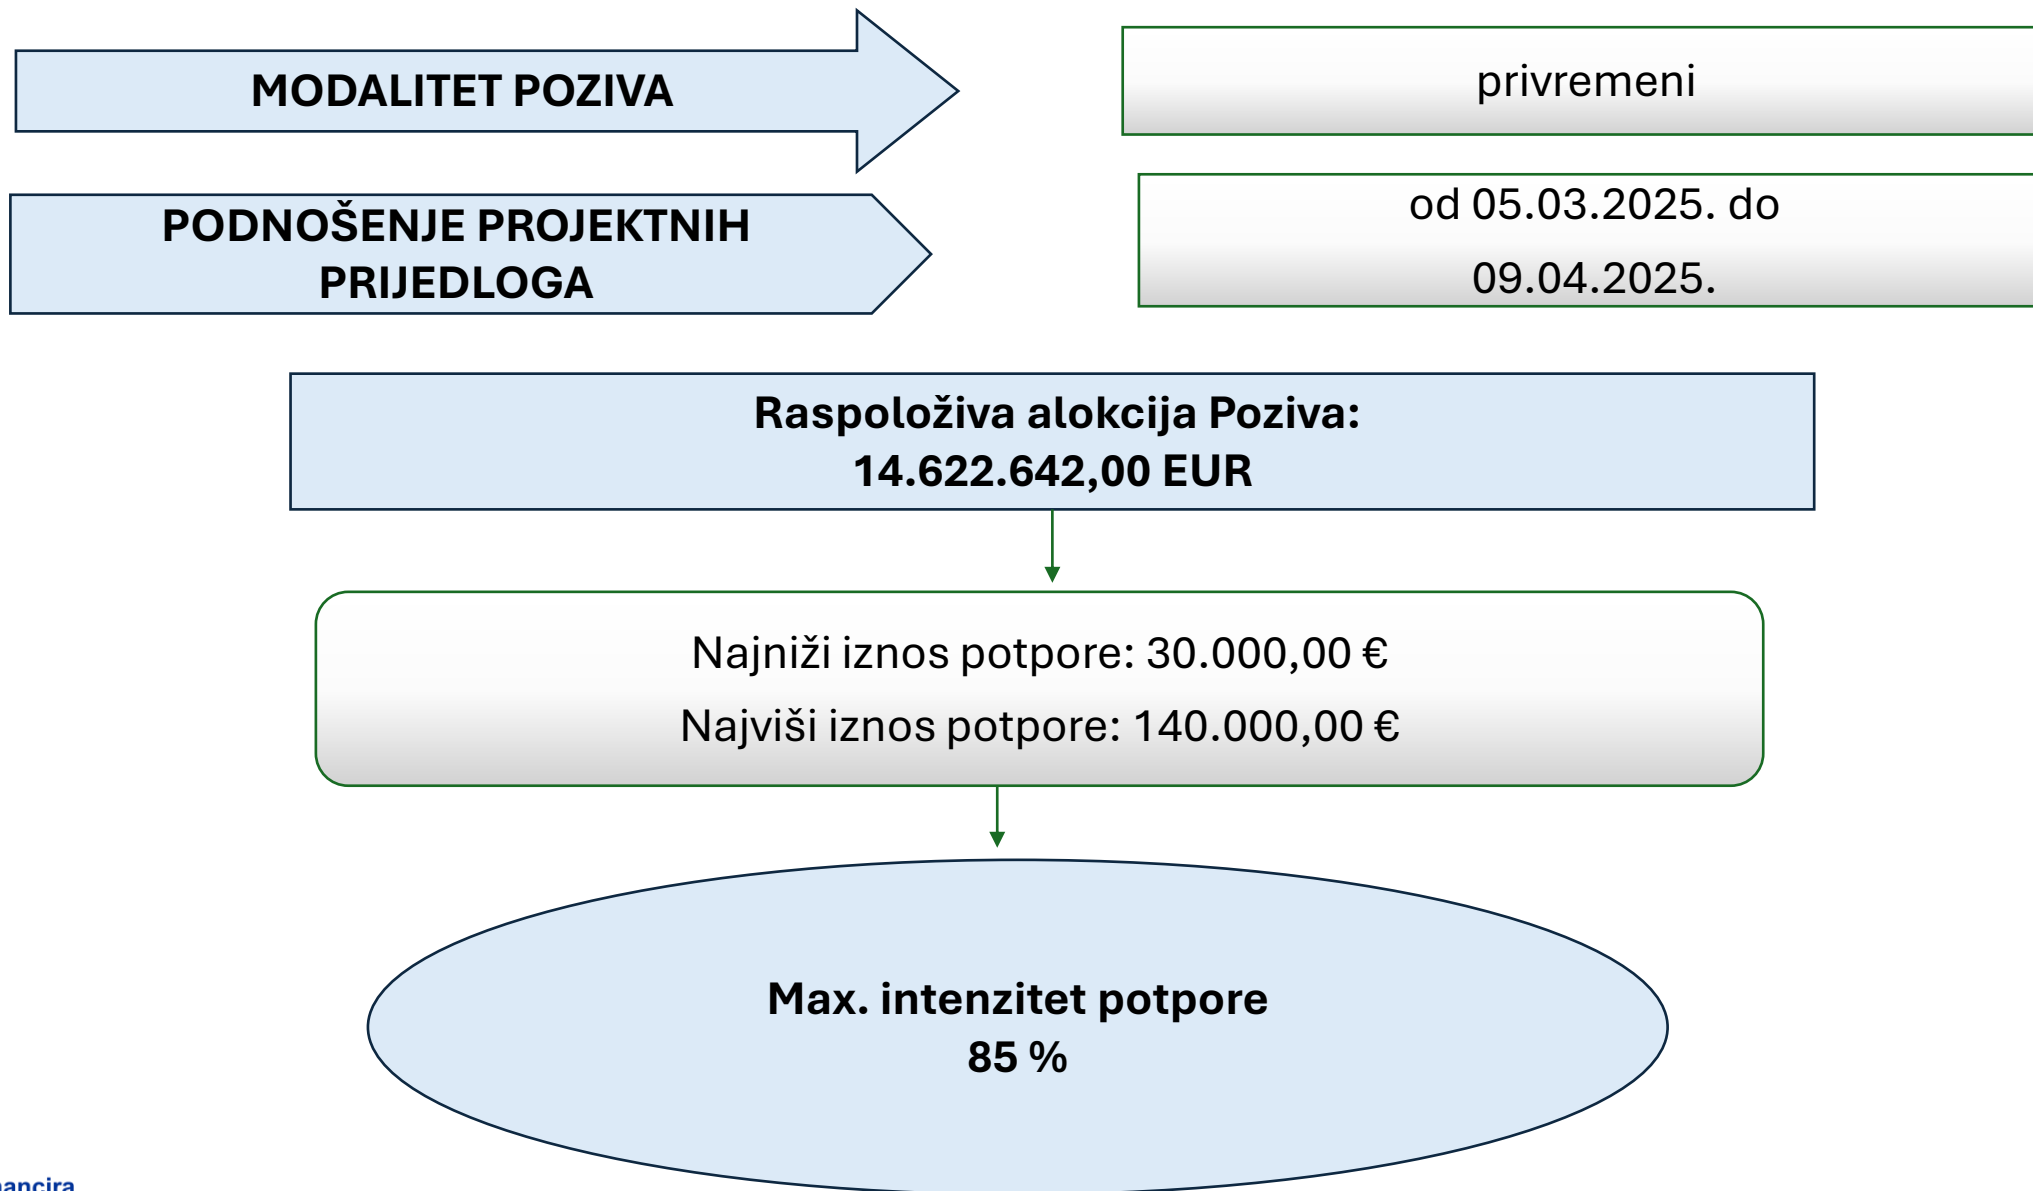 MODALITET POZIVA
privremeni
PODNOŠENJE PROJEKTNIH
PRIJEDLOGA
od 05.03.2025. do
09.04.2025.
Raspoloživa alokcija Poziva:
14.622.642,00 EUR
Najniži iznos potpore: 30.000,00 €
Najviši iznos potpore: 140.000,00 €
Max. intenzitet potpore
85 %